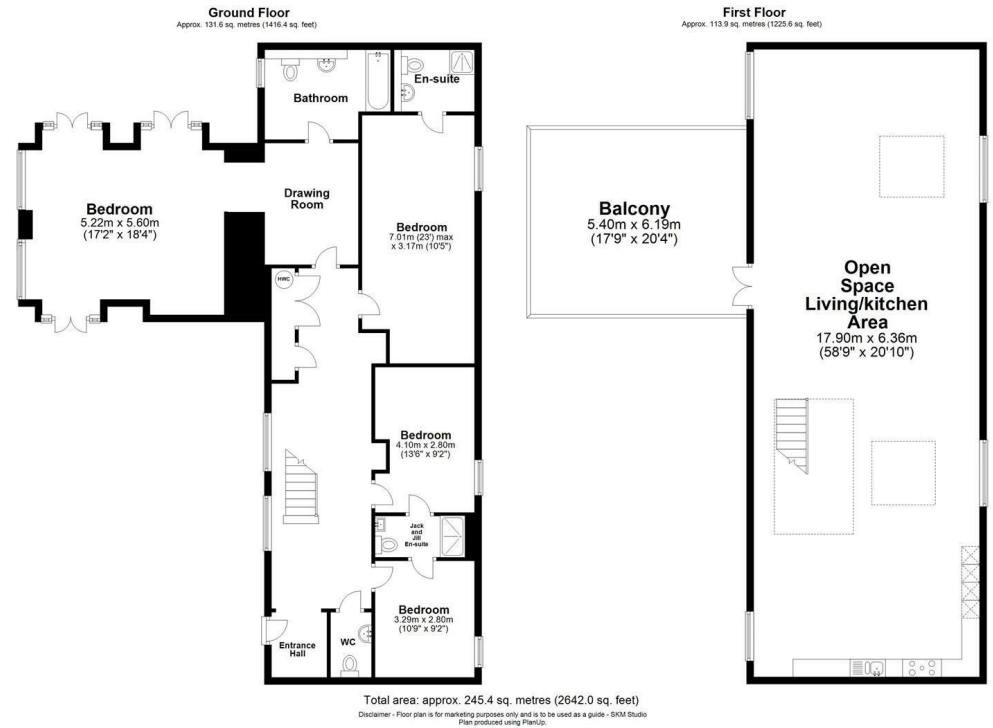 Ground Floor
Approx. 131.6 sq. metres (1416.4 sq. feet)
First Floor
Approx. 113.9 sq. metres (1225.6 sq. feet)
En-suite
Bathroom
Bedroom
5.22m x 5.60m
(17'2" x 18'4")
Drawing
Room
Bedroom
7.01m (23') max
x 3.17m (10'5")
HWC
Bedroom
4.10m x 2.80m
(13'6" x 9'2")
Jack
and
Jill
En-suite
Bedroom
3.29m x 2.80m
(10'9" x 9'2")
WC
Entrance
Hall
Balcony
5.40m x 6.19m
(17'9" x 20'4")
Open
Space
Living/kitchen
Area
17.90m x 6.36m
(58'9" x 20'10")
Total area: approx. 245.4 sq. metres (2642.0 sq. feet)
Disclaimer - Floor plan is for marketing purposes only and is to be used as a guide - SKM Studio
Plan produced using PlanUp.